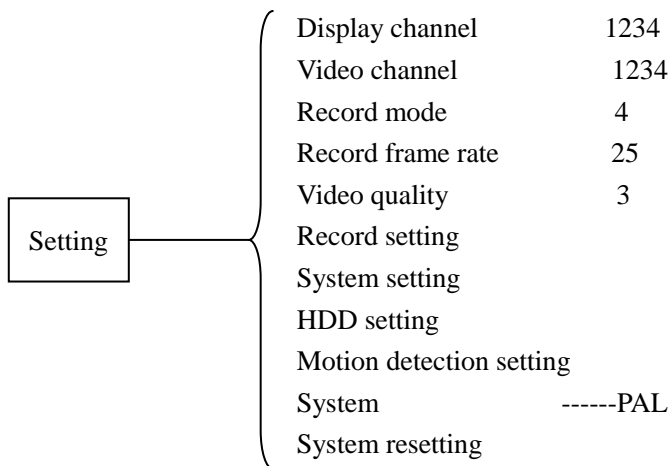 Display channel 1234
Video channel 1234
Record mode 4
Record frame rate 25
Video quality 3
Setting
Record setting
System setting
HDD setting
Motion detection setting
System ------PAL
System resetting